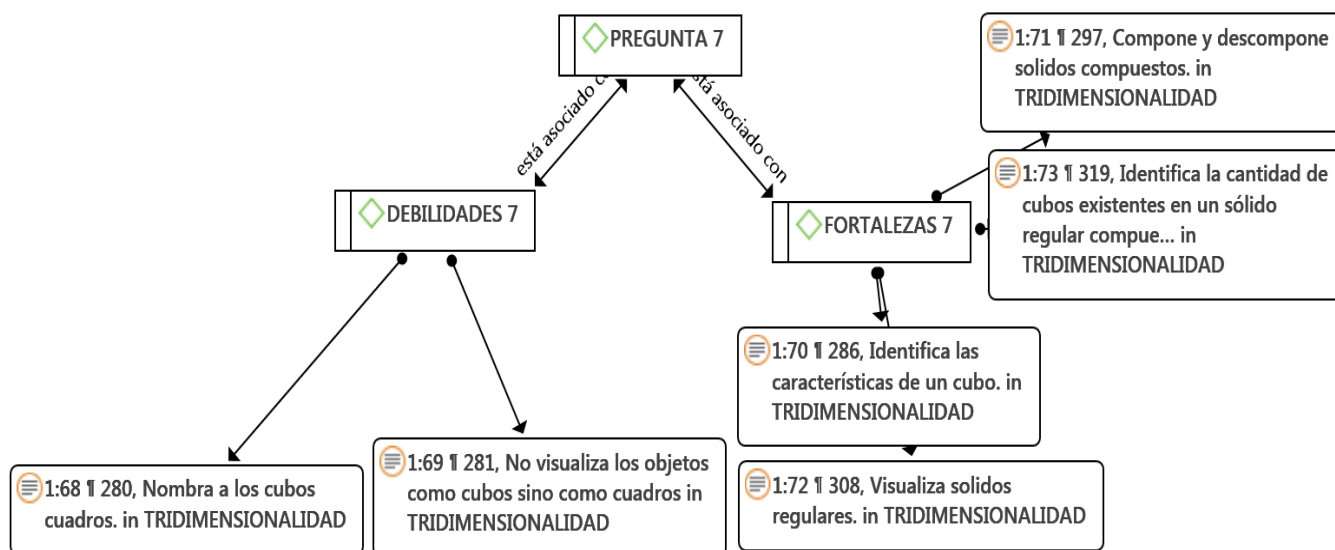 PREGUNTA 7
está asociado co
está asociado con
1:71 ¶ 297, Compone y descompone
solidos compuestos. in
TRIDIMENSIONALIDAD
1:73 ¶ 319, Identifica la cantidad de
cubos existentes en un sólido
regular compue... in
TRIDIMENSIONALIDAD
DEBILIDADES 7
FORTALEZAS 7
1:70 ¶ 286, Identifica las
características de un cubo. in
TRIDIMENSIONALIDAD
1:68 ¶ 280, Nombra a los cubos
cuadros. in TRIDIMENSIONALIDAD
1:69 ¶ 281, No visualiza los objetos
como cubos sino como cuadros in
TRIDIMENSIONALIDAD
1:72 ¶ 308, Visualiza solidos
regulares. in TRIDIMENSIONALIDAD